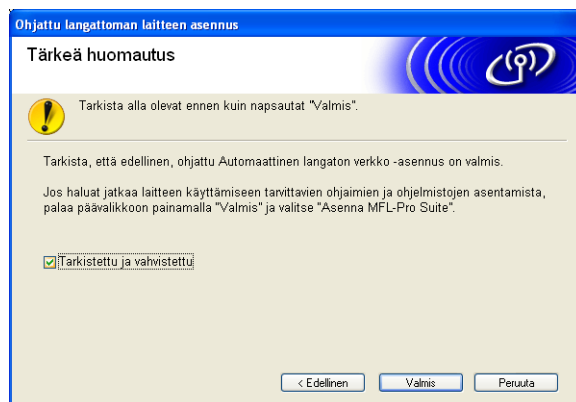 Ohjattu langattoman laitteen asennus
Tärkeä huomautus
Tarkista alla olevat ennen kuin napsautat "Valmis".
Tarkista, että edellinen, ohjattu Automaattinen langaton verkko -asennus on valmis.
Jos haluat jatkaa laitteen käyttämiseen tarvittavien ohjaimien ja ohjelmistojen asentamista,
palaa päävalikkoon painamalla "Valmis" ja valitse "Asenna MFL-Pro Suite".
Tarkistettu ja vahvistettu
< Edellinen
Valmis
Peruuta